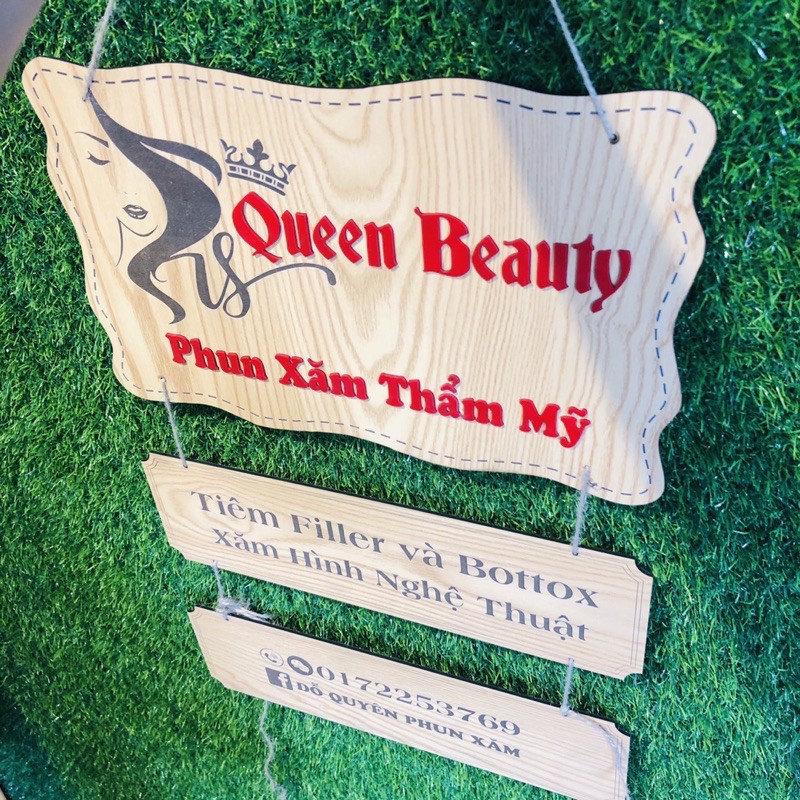 Queen Beauty
Phun Xăm Thẩm Mỹ
Tiêm Filler và Bottox
Xăm Hình Nghệ Thuật
01722253769
ĐỖ QUYÊN PHUN XĂM